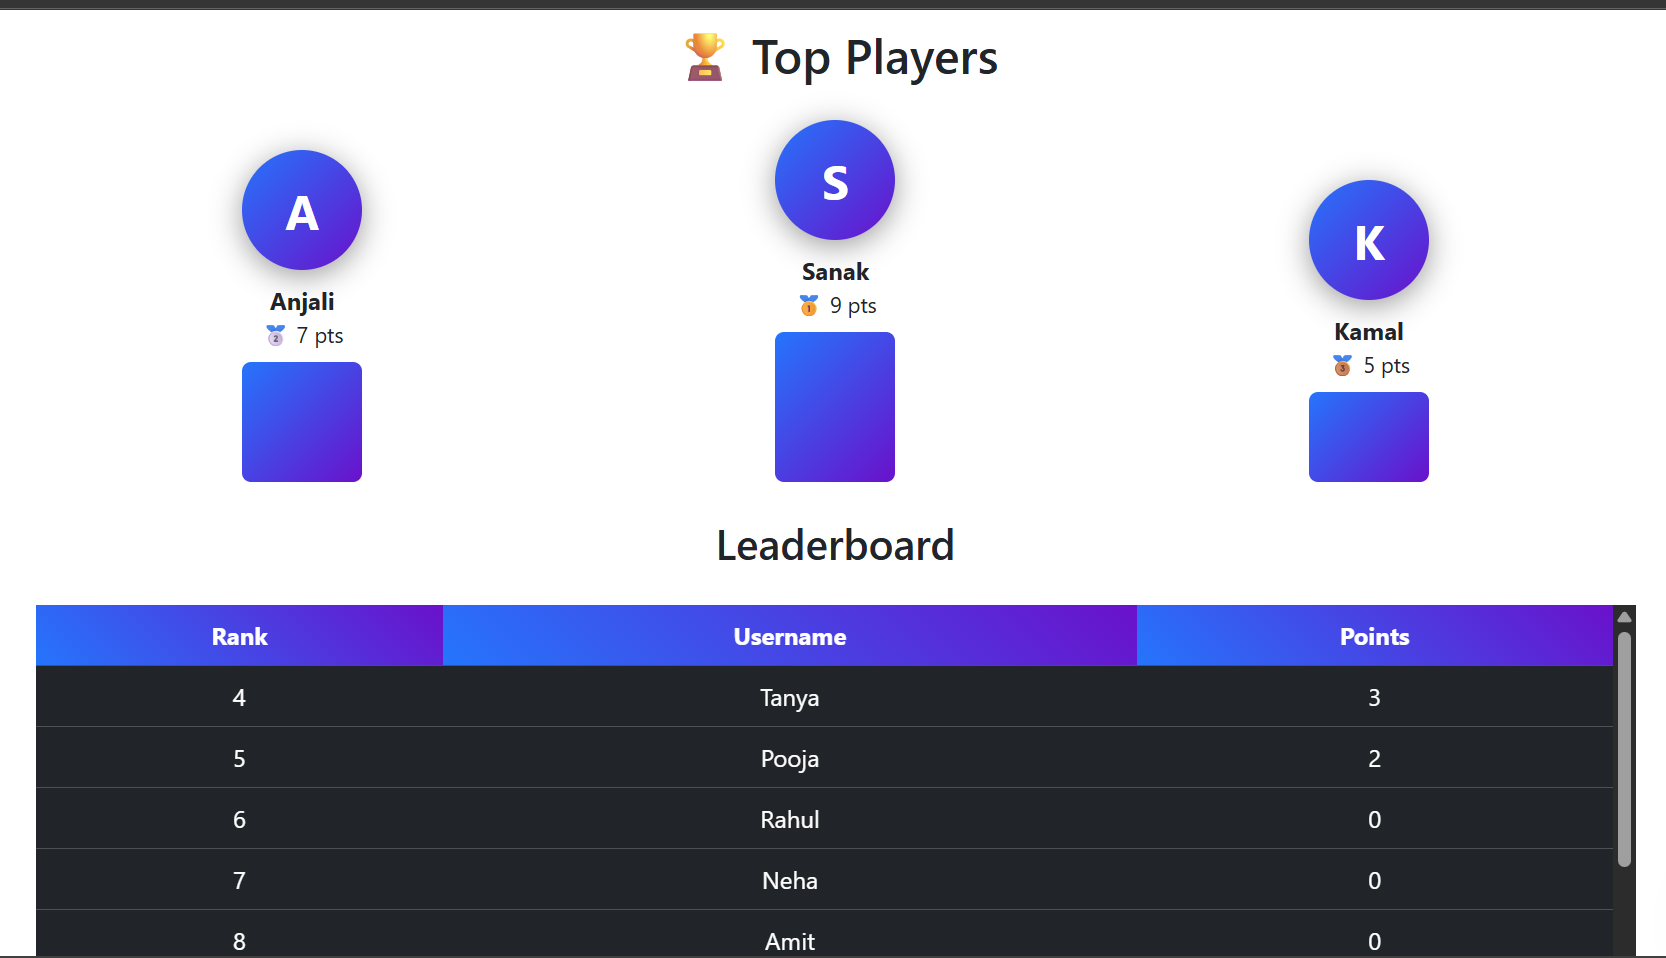 🏆 Top Players
A
Anjali
🥈 7 pts
S
Sanak
🥇 9 pts
K
Kamal
🥉 5 pts
Leaderboard
Rank Username Points
4 Tanya 3
5 Pooja 2
6 Rahul 0
7 Neha 0
8 Amit 0